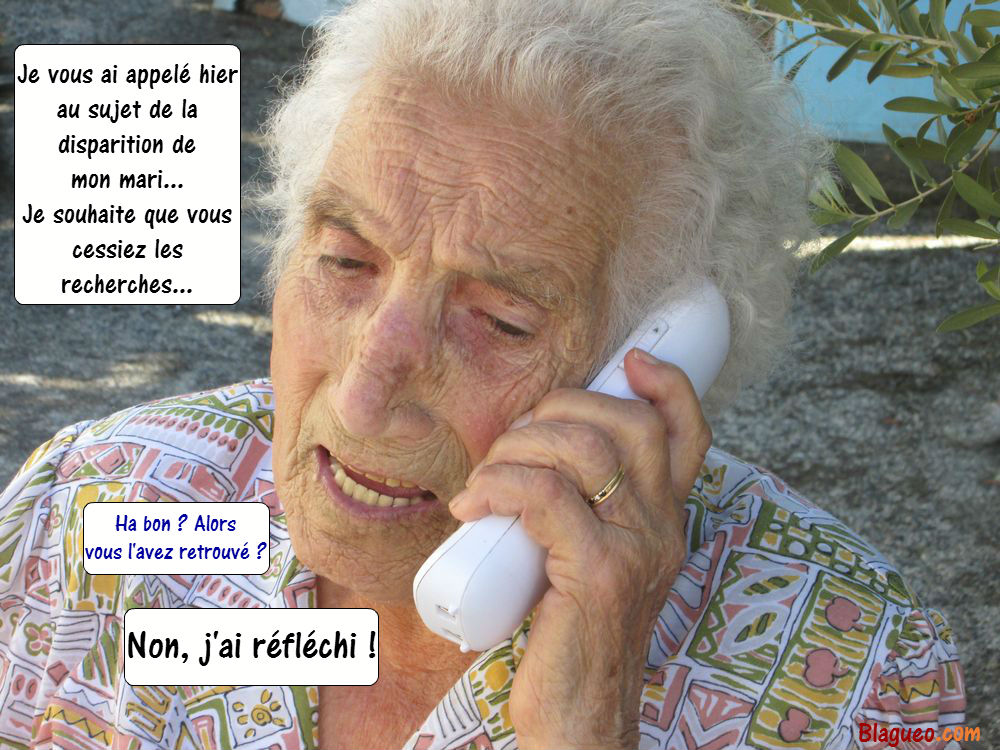 Je vous ai appelé hier
au sujet de la
disparition de
mon mari...
Je souhaite que vous
cessiez les
recherches...
Ha bon ? Alors
vous l'avez retrouvé ?
Non, j'ai réfléchi !
Blagueo.com